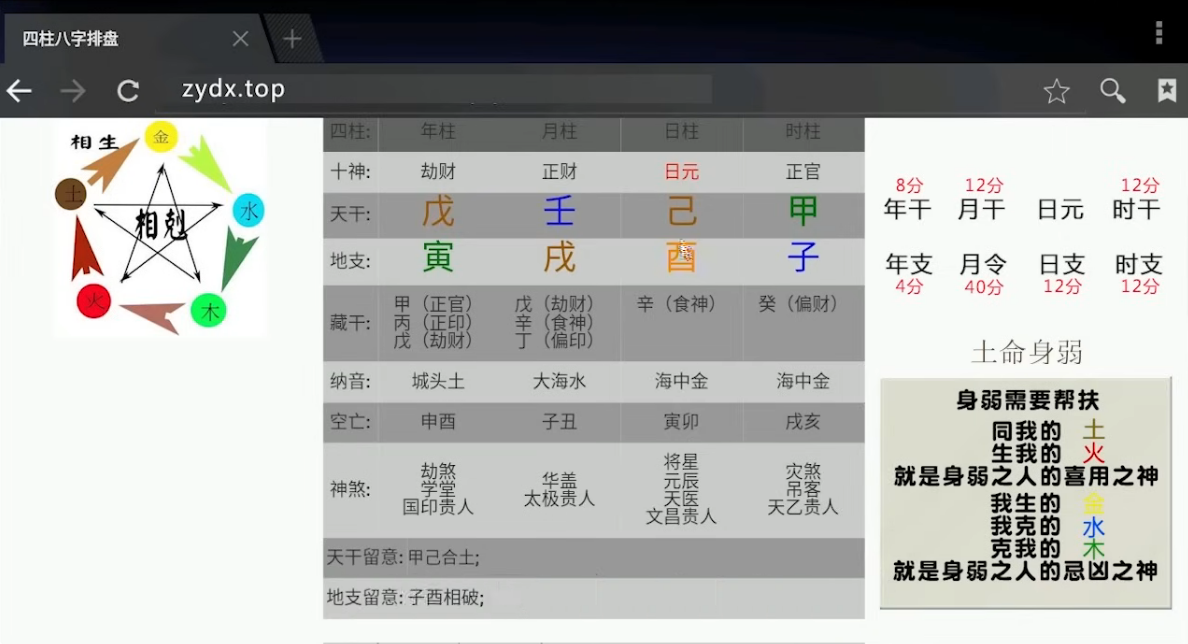 四柱八字排盘
zydx.top
相生
金
土
水
相剋
火
木
四柱: 年柱 月柱 日柱 时柱
十神: 劫财 正财 日元 正官
天干: 戊 壬 己 甲
地支: 寅 戌 酉 子
藏干: 甲（正官） 戊（劫财） 辛（食神） 癸（偏财）
丙（正印） 辛（食神）
戊（劫财） 丁（偏印）
纳音: 城头土 大海水 海中金 海中金
空亡: 申酉 子丑 寅卯 戌亥
神煞: 劫煞 学堂 国印贵人 华盖 太极贵人 将星 元辰 天医 文昌贵人 灾煞 吊客 天乙贵人
天干留意: 甲己合土;
地支留意: 子酉相破;
8分 12分 12分
年干 月干 日元 时干
年支 月令 日支 时支
4分 40分 12分 12分
土命身弱
身弱需要帮扶
同我的 土
生我的 火
就是身弱之人的喜用之神
我生的 金
我克的 水
克我的 木
就是身弱之人的忌凶之神